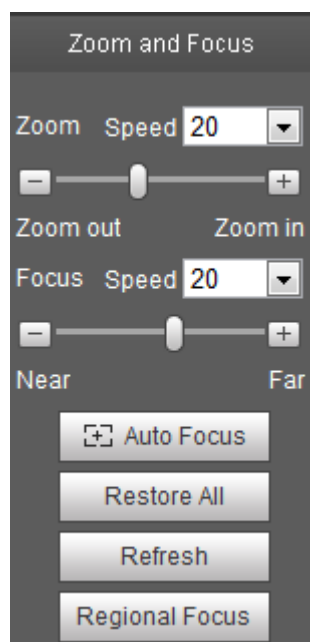 Zoom and Focus
Zoom Speed 20
Zoom out Zoom in
Focus Speed 20
Near Far
Auto Focus
Restore All
Refresh
Regional Focus